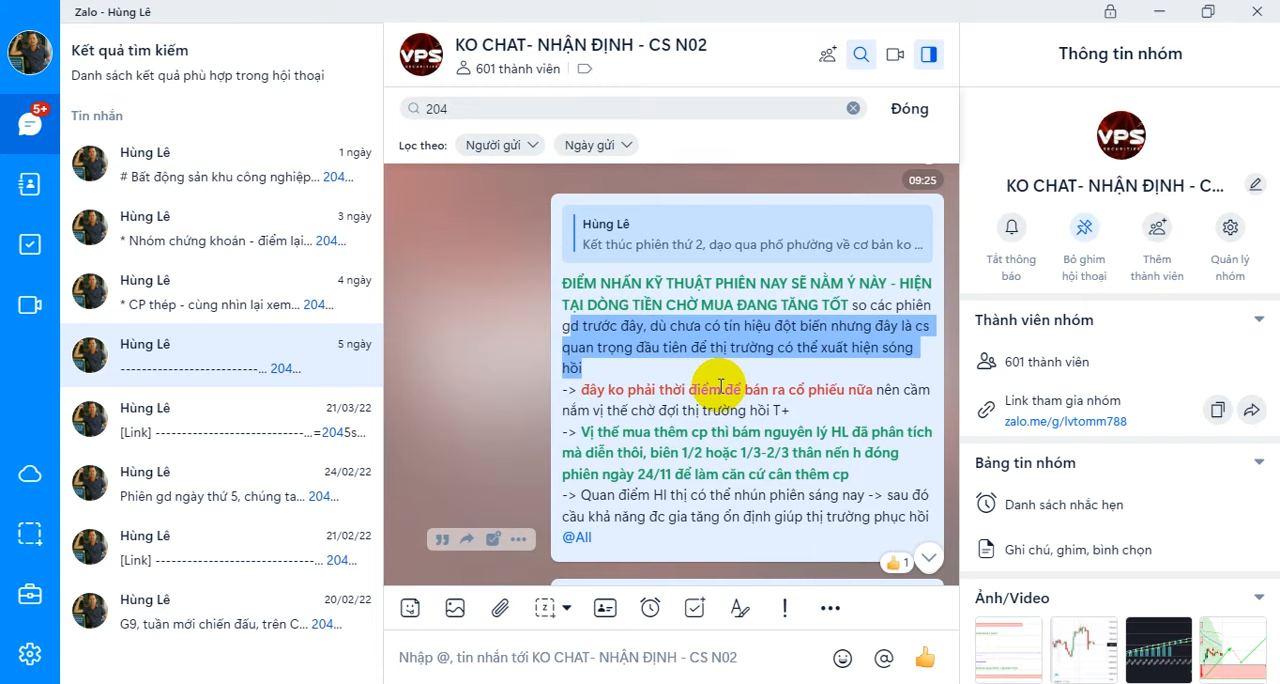 Zalo - Hùng Lê
5+
Kết quả tìm kiếm
Danh sách kết quả phù hợp trong hội thoại
Tin nhắn
Hùng Lê
1 ngày
# Bất động sản khu công nghiệp... 204...
Hùng Lê
3 ngày
* Nhóm chứng khoán - điểm lại... 204...
Hùng Lê
4 ngày
* CP thép - cùng nhìn lại xem... 204...
Hùng Lê
5 ngày
--------------------------... 204...
Hùng Lê
21/03/22
[Link] ----------------------------...=2045s...
Hùng Lê
24/02/22
Phiên gd ngày thứ 5, chúng ta... 204...
Hùng Lê
21/02/22
[Link] -----------------------------... 204...
Hùng Lê
20/02/22
G9, tuần mới chiến đấu, trên C... 204...
VPS
SECURITIES
KO CHAT- NHẬN ĐỊNH - CS N02
601 thành viên
204
Đóng
Lọc theo:
Người gửi
Ngày gửi
09:25
Hùng Lê
Kết thúc phiên thứ 2, dạo qua phố phường về cơ bản ko ...
ĐIỂM NHẤN KỸ THUẬT PHIÊN NAY SẼ NẰM Ý NÀY - HIỆN
TẠI DÒNG TIỀN CHỜ MUA ĐANG TĂNG TỐT so các phiên
gd trước đây, dù chưa có tín hiệu đột biến nhưng đây là cs
quan trọng đầu tiên để thị trường có thể xuất hiện sóng
hồi
-> đây ko phải thời điểm để bán ra cổ phiếu nữa nên cầm
nắm vị thế chờ đợi thị trường hồi T+
-> Vị thế mua thêm cp thì bám nguyên lý HL đã phân tích
mà diễn thôi, biên 1/2 hoặc 1/3-2/3 thân nến h đóng
phiên ngày 24/11 để làm căn cứ cân thêm cp
-> Quan điểm Hl thị có thể nhún phiên sáng nay -> sau đó
cầu khả năng đc gia tăng ổn định giúp thị trường phục hồi
@All
1
Nhập @, tin nhắn tới KO CHAT- NHẬN ĐỊNH - CS N02
Thông tin nhóm
VPS
SECURITIES
KO CHAT- NHẬN ĐỊNH - C...
Tắt thông báo
Bỏ ghim hội thoại
Thêm thành viên
Quản lý nhóm
Thành viên nhóm
601 thành viên
Link tham gia nhóm
zalo.me/g/lvtomm788
Bảng tin nhóm
Danh sách nhắc hẹn
Ghi chú, ghim, bình chọn
Ảnh/Video